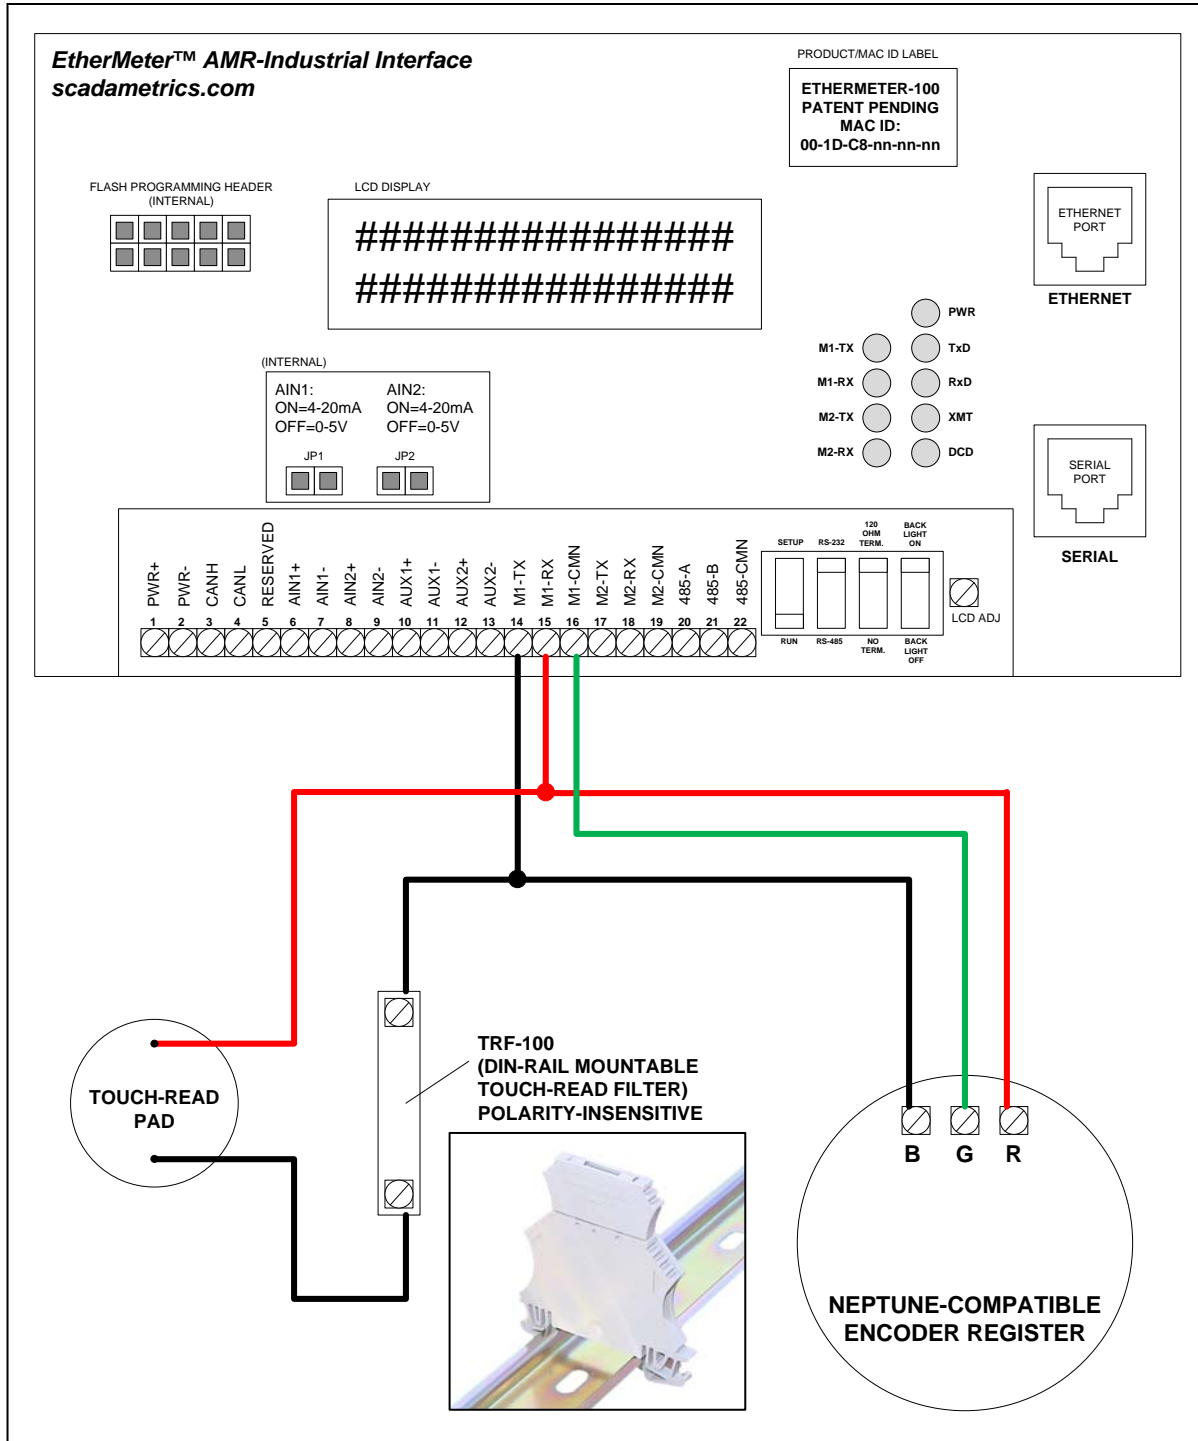 EtherMeter™ AMR-Industrial Interface
scadametrics.com
PRODUCT/MAC ID LABEL
ETHERMETER-100
PATENT PENDING
MAC ID:
00-1D-C8-nn-nn-nn
FLASH PROGRAMMING HEADER
(INTERNAL)
LCD DISPLAY
################
################
ETHERNET
PORT
ETHERNET
PWR
M1-TX TxD
M1-RX RxD
M2-TX XMT
M2-RX DCD
(INTERNAL)
AIN1: AIN2:
ON=4-20mA ON=4-20mA
OFF=0-5V OFF=0-5V
JP1 JP2
SERIAL
PORT
SERIAL
PWR+ PWR- CANH CANL RESERVED AIN1+ AIN1- AIN2+ AIN2- AUX1+ AUX1- AUX2+ AUX2- M1-TX M1-RX M1-CMN M2-TX M2-RX M2-CMN 485-A 485-B 485-CMN
1 2 3 4 5 6 7 8 9 10 11 12 13 14 15 16 17 18 19 20 21 22
SETUP RS-232
120
OHM
TERM.
BACK
LIGHT
ON
RUN RS-485
NO
TERM.
BACK
LIGHT
OFF
LCD ADJ
TOUCH-READ
PAD
TRF-100
(DIN-RAIL MOUNTABLE
TOUCH-READ FILTER)
POLARITY-INSENSITIVE
B G R
NEPTUNE-COMPATIBLE
ENCODER REGISTER